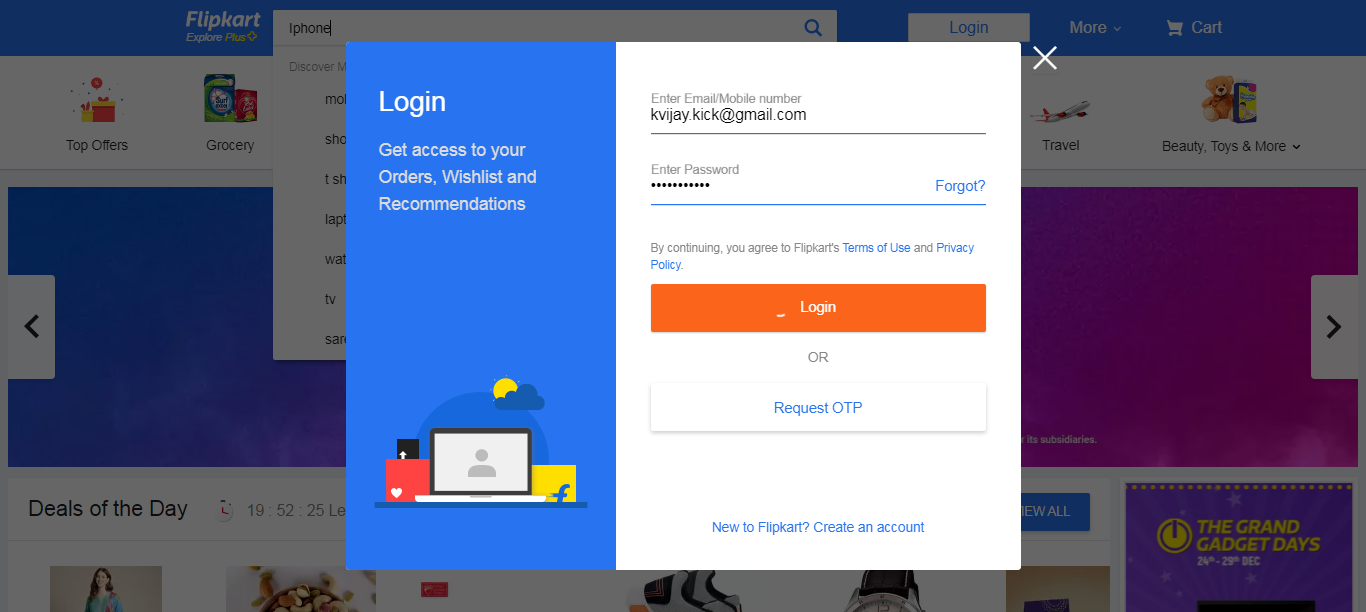 Flipkart
Explore Plus
Iphone
Login
More
Cart
Discover M
Top Offers
Grocery
Travel
Beauty, Toys & More
mo
sho
t sh
lapt
wat
tv
sare
Login
Get access to your
Orders, Wishlist and
Recommendations
Enter Email/Mobile number
kvijay.kick@gmail.com
Enter Password
•••••••••••
Forgot?
By continuing, you agree to Flipkart's Terms of Use and Privacy
Policy.
Login
OR
Request OTP
New to Flipkart? Create an account
r its subsidiaries.
Deals of the Day
19 : 52 : 25 Le
IEW ALL
THE GRAND
GADGET DAYS
24th - 29th DEC